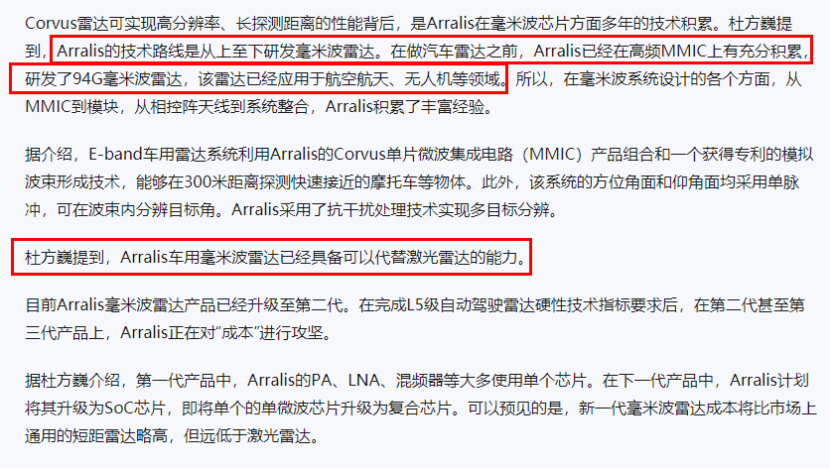 Corvus雷达可实现高分辨率、长探测距离的性能背后，是Arralis在毫米波芯片方面多年的技术积累。杜方巍提
到，Arralis的技术路线是从上至下研发毫米波雷达。在做汽车雷达之前，Arralis已经在高频MMIC上有充分积累，
研发了94G毫米波雷达，该雷达已经应用于航空航天、无人机等领域。所以，在毫米波系统设计的各个方面，从
MMIC到模块，从相控阵天线到系统整合，Arralis积累了丰富经验。
据介绍，E-band车用雷达系统利用Arralis的Corvus单片微波集成电路（MMIC）产品组合和一个获得专利的模拟
波束形成技术，能够在300米距离探测快速接近的摩托车等物体。此外，该系统的方位角面和仰角面均采用单脉
冲，可在波束内分辨目标角。Arralis采用了抗干扰处理技术实现多目标分辨。
杜方巍提到，Arralis车用毫米波雷达已经具备可以代替激光雷达的能力。
目前Arralis毫米波雷达产品已经升级至第二代。在完成L5级自动驾驶雷达硬性技术指标要求后，在第二代甚至第
三代产品上，Arralis正在对“成本”进行攻坚。
据杜方巍介绍，第一代产品中，Arralis的PA、LNA、混频器等大多使用单个芯片。在下一代产品中，Arralis计划
将其升级为SoC芯片，即将单个的单微波芯片升级为复合芯片。可以预见的是，新一代毫米波雷达成本将比市场上
通用的短距雷达略高，但远低于激光雷达。